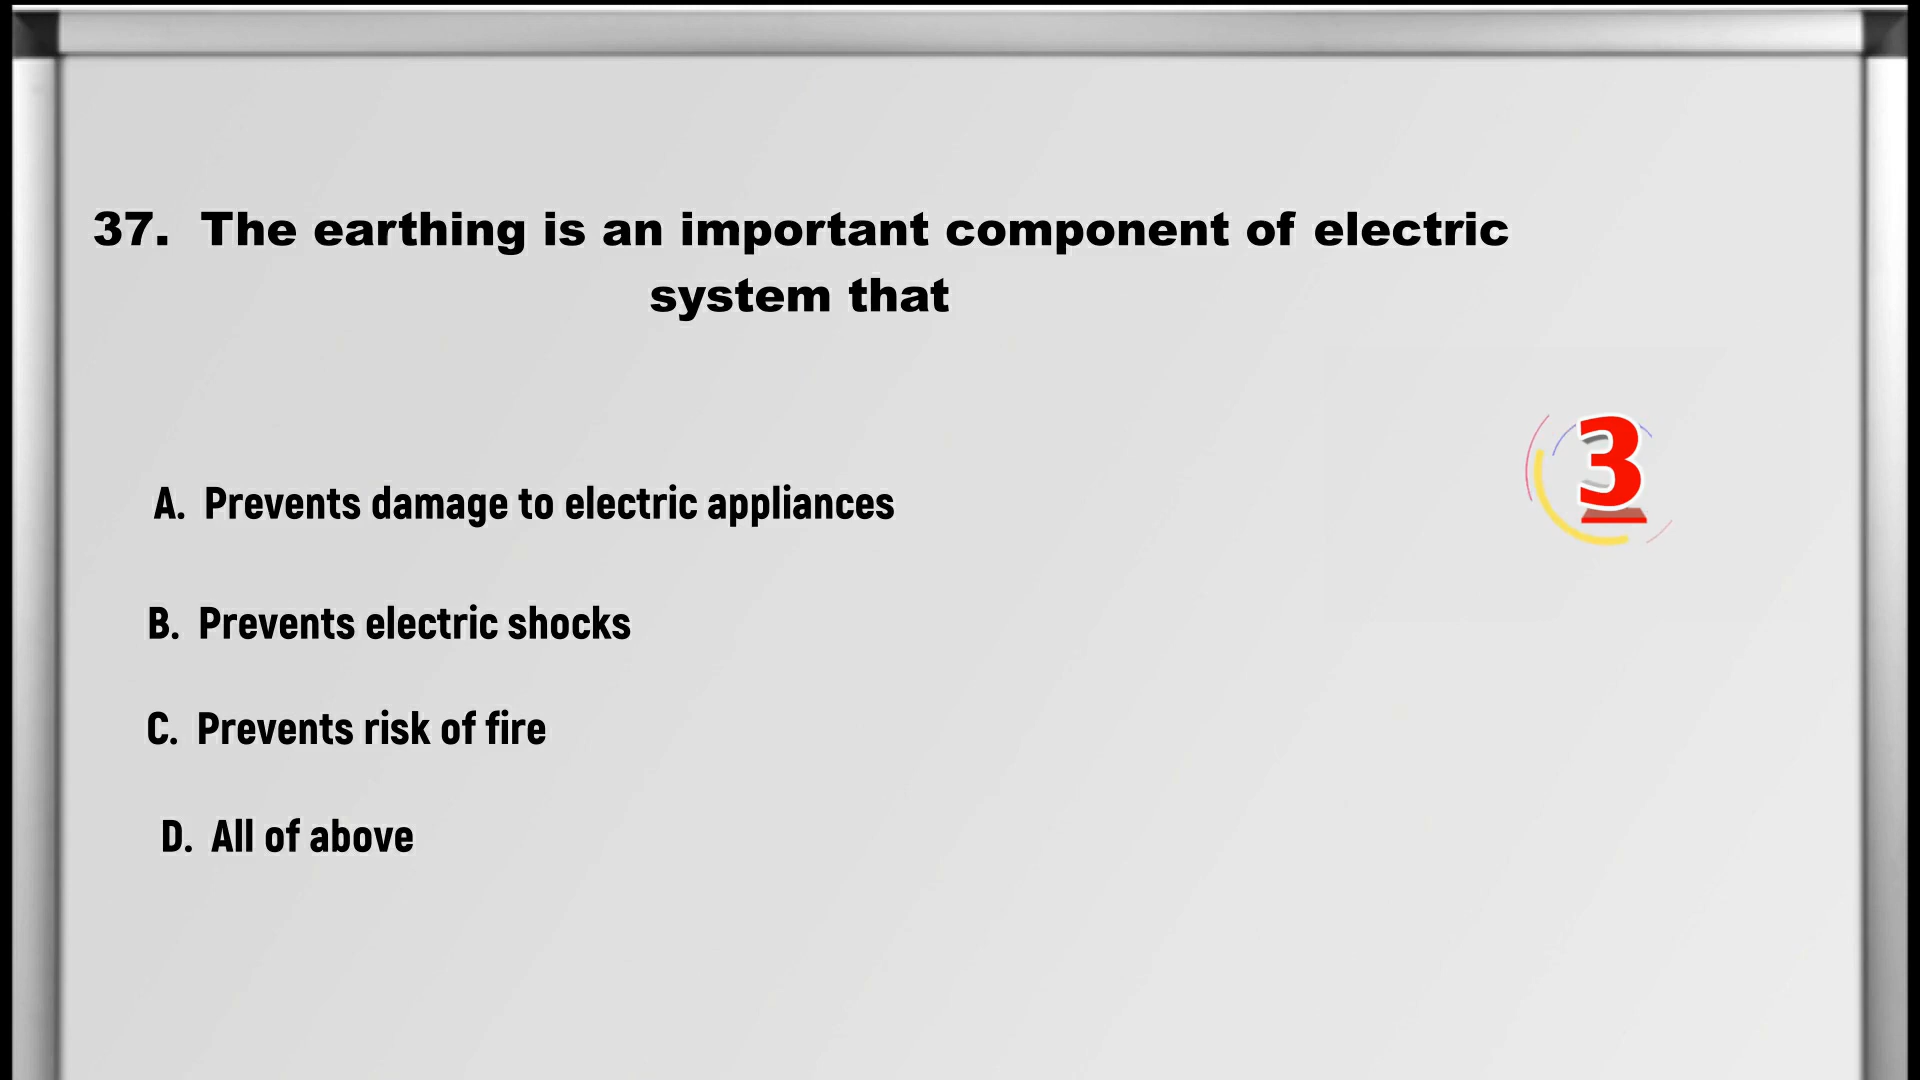 37. The earthing is an important component of electric
system that
3
A. Prevents damage to electric appliances
B. Prevents electric shocks
C. Prevents risk of fire
D. All of above